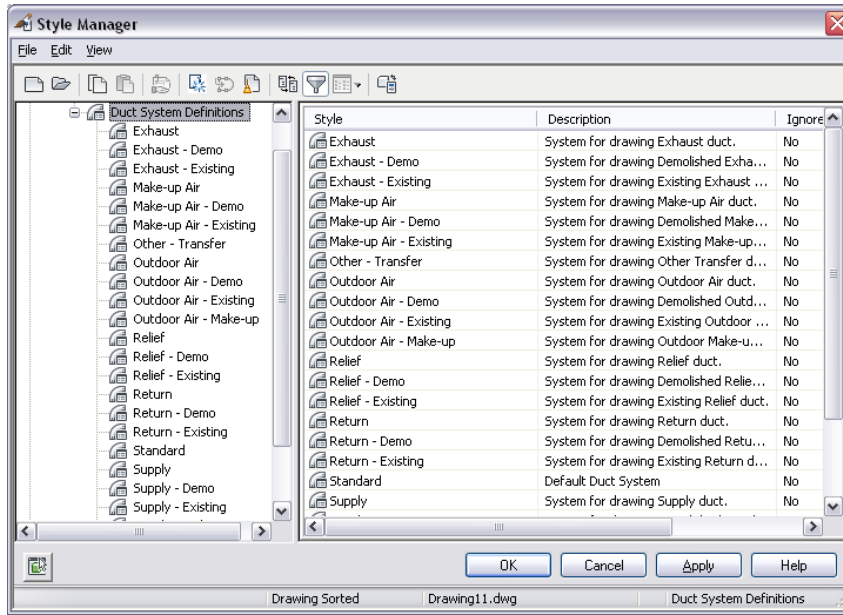 Style Manager
File Edit View
Duct System Definitions
Exhaust
Exhaust - Demo
Exhaust - Existing
Make-up Air
Make-up Air - Demo
Make-up Air - Existing
Other - Transfer
Outdoor Air
Outdoor Air - Demo
Outdoor Air - Existing
Outdoor Air - Make-up
Relief
Relief - Demo
Relief - Existing
Return
Return - Demo
Return - Existing
Standard
Supply
Supply - Demo
Supply - Existing
Style Description Ignore
Exhaust System for drawing Exhaust duct. No
Exhaust - Demo System for drawing Demolished Exha... No
Exhaust - Existing System for drawing Existing Exhaust ... No
Make-up Air System for drawing Make-up Air duct. No
Make-up Air - Demo System for drawing Demolished Make... No
Make-up Air - Existing System for drawing Existing Make-up... No
Other - Transfer System for drawing Other Transfer d... No
Outdoor Air System for drawing Outdoor Air duct. No
Outdoor Air - Demo System for drawing Demolished Outd... No
Outdoor Air - Existing System for drawing Existing Outdoor ... No
Outdoor Air - Make-up System for drawing Outdoor Make-u... No
Relief System for drawing Relief duct. No
Relief - Demo System for drawing Demolished Relie... No
Relief - Existing System for drawing Existing Relief duct. No
Return System for drawing Return duct. No
Return - Demo System for drawing Demolished Retu... No
Return - Existing System for drawing Existing Return d... No
Standard Default Duct System No
Supply System for drawing Supply duct. No
OK Cancel Apply Help
Drawing Sorted Drawing11.dwg Duct System Definitions